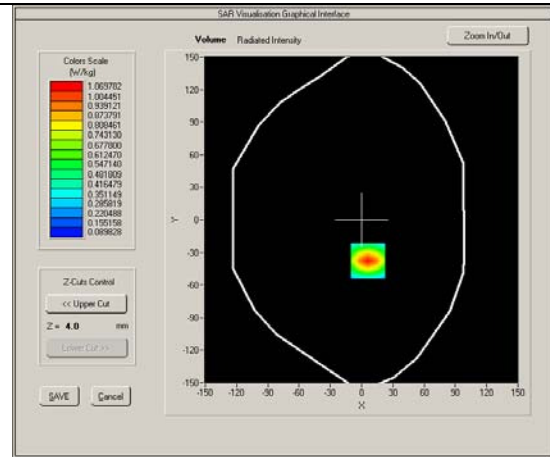 SAR Visualisation Graphical Interface
Volume Radiated Intensity
Zoom In/Out
Colors Scale
(W/kg)
1.069782
1.004451
0.939121
0.873791
0.808461
0.743130
0.677800
0.612470
0.547140
0.481809
0.416479
0.351149
0.285819
0.220488
0.155158
0.089828
Z-Cuts Control
<< Upper Cut
Z = 4.0 mm
Lower Cut >>
SAVE Cancel
150-
120-
90-
60-
30-
0-
-30-
-60-
-90-
-120-
-150-
Y
-150 -120 -90 -60 -30 0 30 60 90 120 150
X